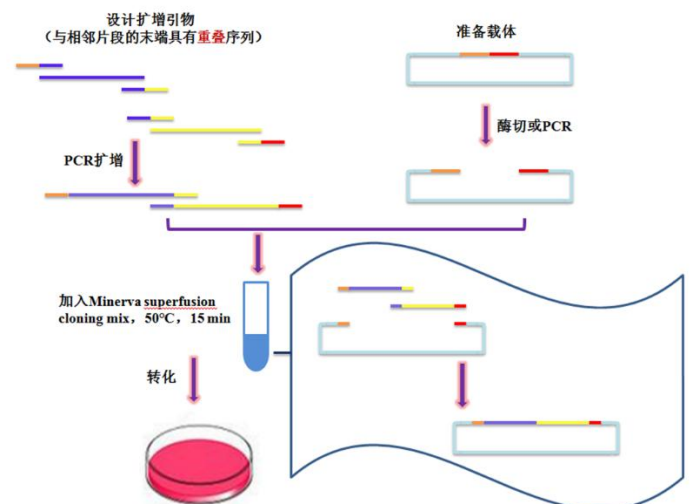 设计扩增引物
（与相邻片段的末端具有重叠序列）
准备载体
酶切或PCR
PCR扩增
加入Minerva superfusion
cloning mix，50℃，15 min
转化